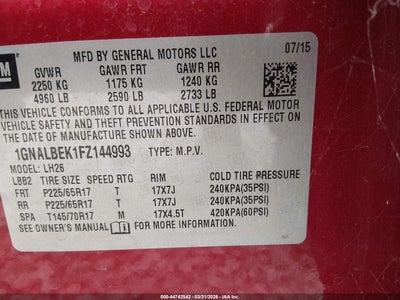 GM
MFD BY GENERAL MOTORS LLC 07/15
GVWR GAWR FRT GAWR RR
2250 KG 1175 KG 1240 KG
4960 LB 2590 LB 2733 LB
THIS VEHICLE CONFORMS TO ALL APPLICABLE U.S. FEDERAL MOTOR
VEHICLE SAFETY AND THEFT PREVENTION STANDARDS IN EFFECT ON
THE DATE OF MANUFACTURE SHOWN ABOVE.
1GNALBEK1FZ144993 TYPE: M.P.V.
MODEL: LH26
LBB2 TIRE SIZE SPEED RTG RIM COLD TIRE PRESSURE
FRT P225/65R17 T 17X7J 240KPA(35PSI)
RR P225/65R17 T 17X7J 240KPA(35PSI)
SPA T145/70R17 M 17X4.5T 420KPA(60PSI)
SEE OWNER'S MANUAL FOR MORE INFORMATION.
000-44742542 - 03/31/2026 - IAAI.COM